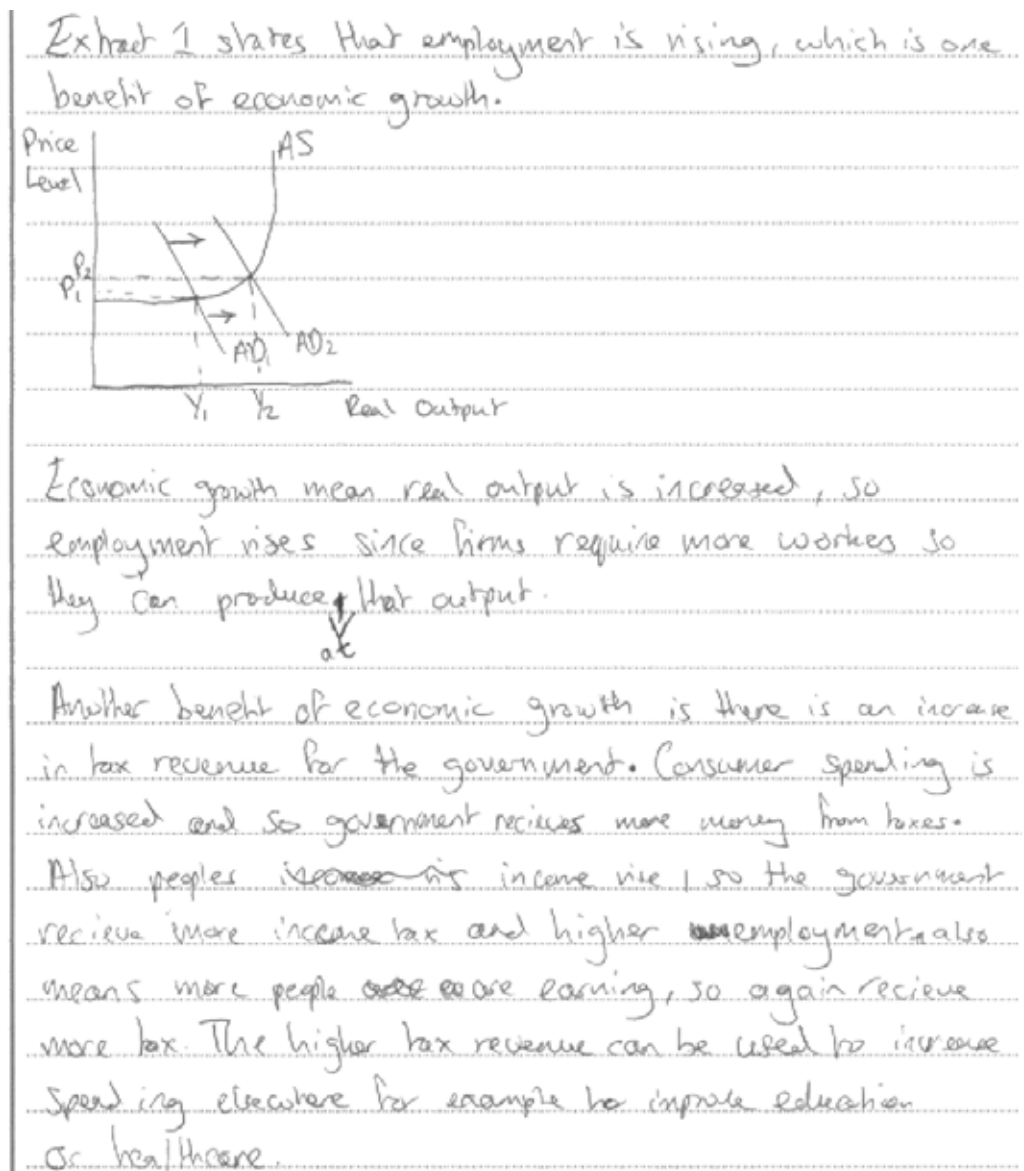 Extract 1 states that employment is rising, which is one
benefit of economic growth.
Price
Level
AS
P2
P1
AD1
AD2
Y1 Y2 Real Output
Economic growth mean real output is increased, so
employment rises since firms require more workes so
they can produce that output.
at
Another benefit of economic growth is there is an increase
in tax revenue for the government. Consumer spending is
increased and so government recieves more money from taxes.
Also peoples income rise, so the government
recieve more income tax and higher employment also
means more people are earning, so again recieve
more tax. The higher tax revenue can be used to increase
spending elsewhere for example to improve education
or healthcare.